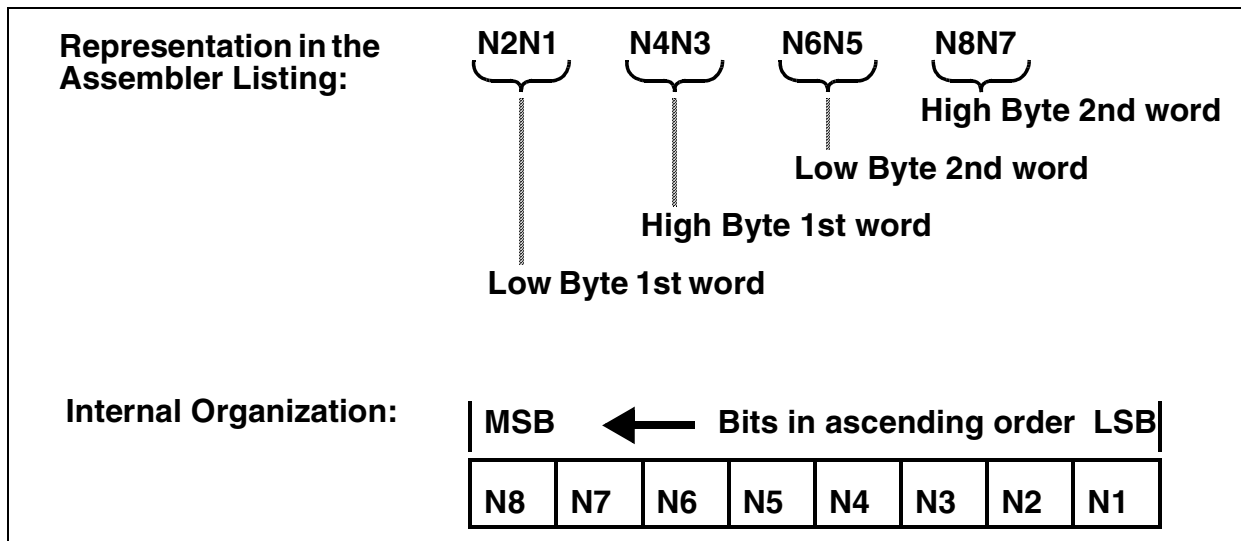 Representation in the
Assembler Listing:
N2N1 N4N3 N6N5 N8N7
High Byte 2nd word
Low Byte 2nd word
High Byte 1st word
Low Byte 1st word
Internal Organization:
MSB Bits in ascending order LSB
N8 N7 N6 N5 N4 N3 N2 N1